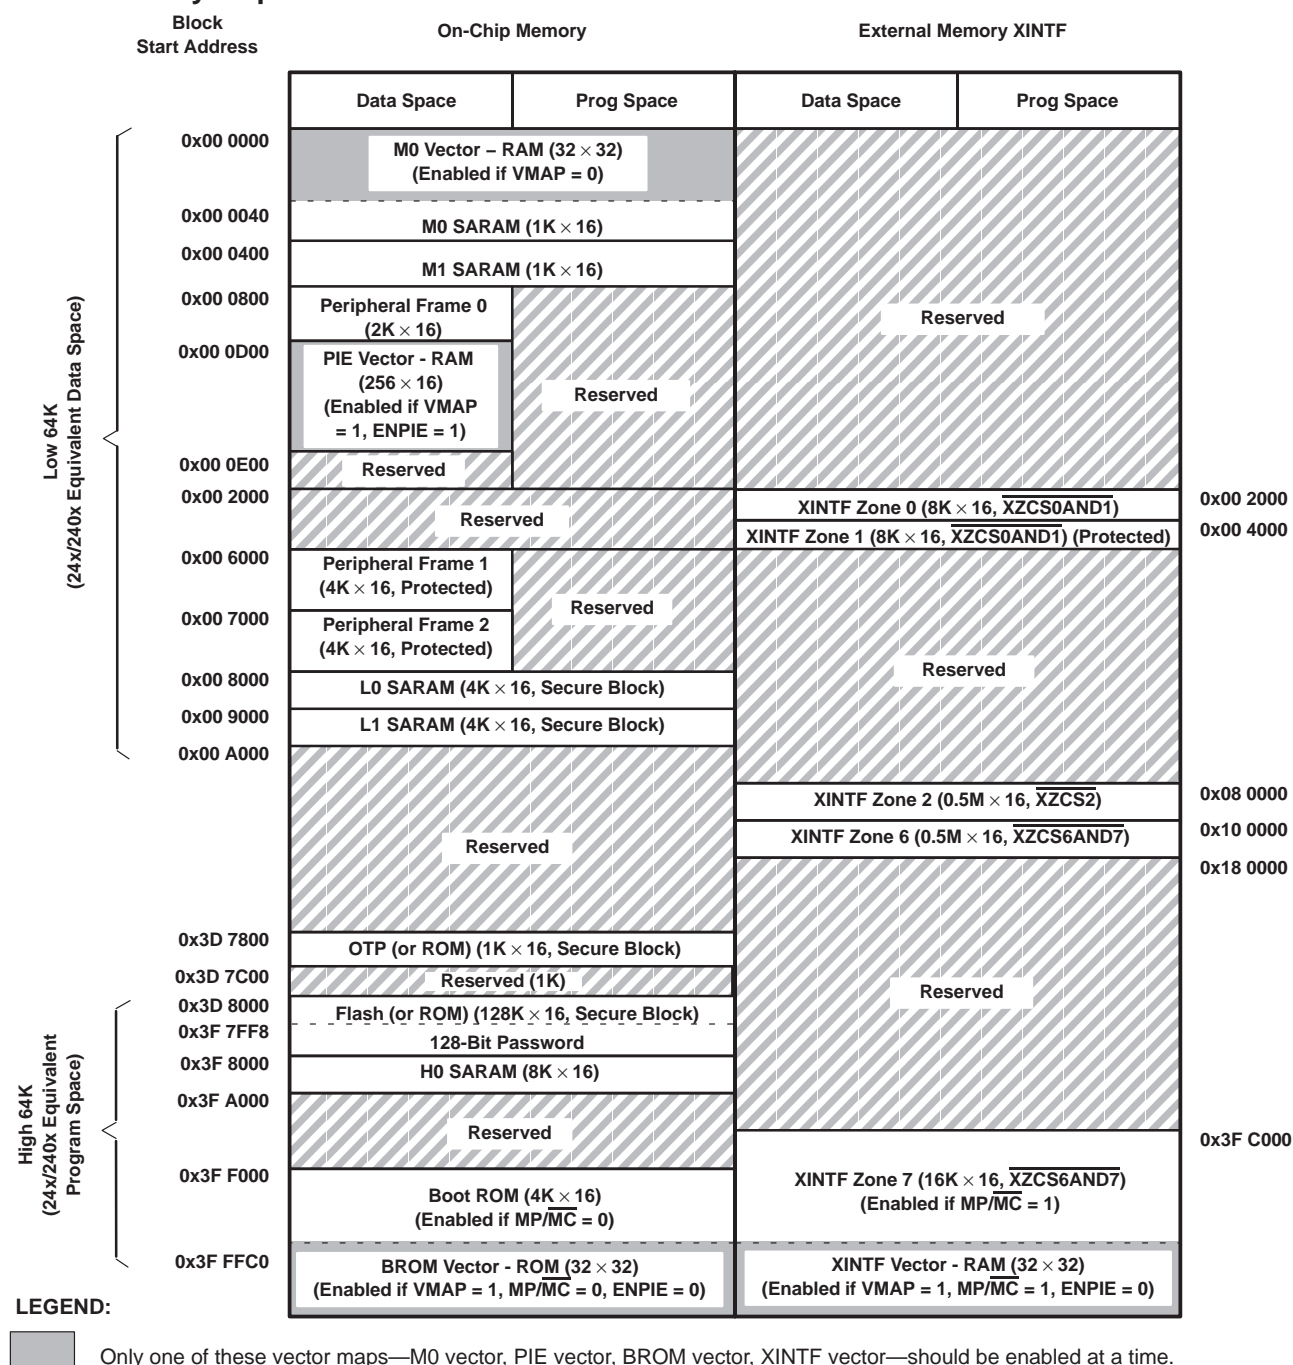 Block
Start Address
On-Chip Memory
External Memory XINTF
Data Space
Prog Space
Data Space
Prog Space
0x00 0000
M0 Vector – RAM (32 × 32)
(Enabled if VMAP = 0)
0x00 0040
M0 SARAM (1K × 16)
0x00 0400
M1 SARAM (1K × 16)
0x00 0800
Peripheral Frame 0
(2K × 16)
0x00 0D00
PIE Vector - RAM
(256 × 16)
(Enabled if VMAP
= 1, ENPIE = 1)
Reserved
Reserved
0x00 0E00
Reserved
Low 64K
(24x/240x Equivalent Data Space)
0x00 2000
Reserved
XINTF Zone 0 (8K × 16, XZCS0AND1)
0x00 2000
XINTF Zone 1 (8K × 16, XZCS0AND1) (Protected)
0x00 4000
0x00 6000
Peripheral Frame 1
(4K × 16, Protected)
Reserved
0x00 7000
Peripheral Frame 2
(4K × 16, Protected)
Reserved
0x00 8000
L0 SARAM (4K × 16, Secure Block)
0x00 9000
L1 SARAM (4K × 16, Secure Block)
0x00 A000
Reserved
XINTF Zone 2 (0.5M × 16, XZCS2)
0x08 0000
XINTF Zone 6 (0.5M × 16, XZCS6AND7)
0x10 0000
0x18 0000
0x3D 7800
OTP (or ROM) (1K × 16, Secure Block)
0x3D 7C00
Reserved (1K)
Reserved
0x3D 8000
Flash (or ROM) (128K × 16, Secure Block)
0x3F 7FF8
128-Bit Password
0x3F 8000
H0 SARAM (8K × 16)
0x3F A000
Reserved
High 64K
(24x/240x Equivalent
Program Space)
0x3F C000
0x3F F000
Boot ROM (4K × 16)
(Enabled if MP/MC = 0)
XINTF Zone 7 (16K × 16, XZCS6AND7)
(Enabled if MP/MC = 1)
0x3F FFC0
BROM Vector - ROM (32 × 32)
(Enabled if VMAP = 1, MP/MC = 0, ENPIE = 0)
XINTF Vector - RAM (32 × 32)
(Enabled if VMAP = 1, MP/MC = 1, ENPIE = 0)
LEGEND:
Only one of these vector maps—M0 vector, PIE vector, BROM vector, XINTF vector—should be enabled at a time.